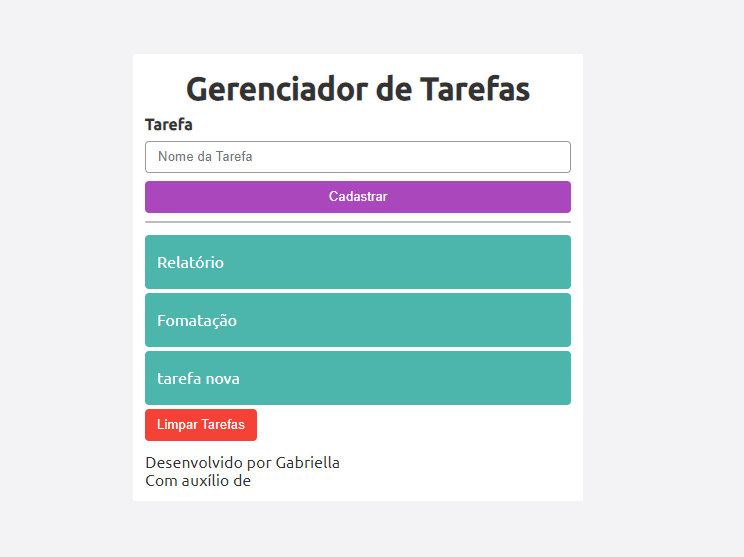 Gerenciador de Tarefas
Tarefa
Nome da Tarefa
Cadastrar
Relatório
Fomatação
tarefa nova
Limpar Tarefas
Desenvolvido por Gabriella
Com auxílio de